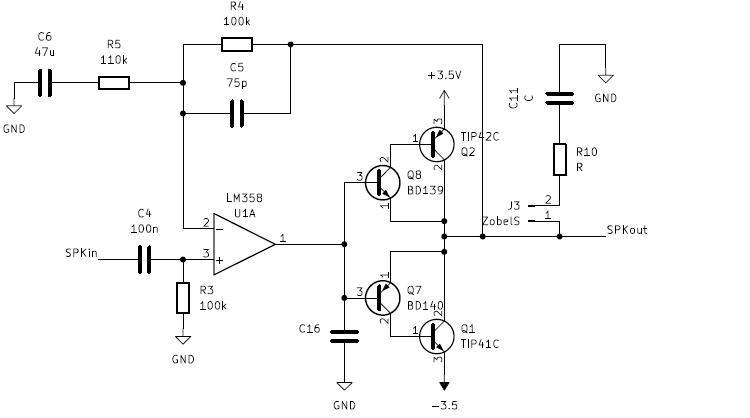 R4
100k
C6
47u
R5
110k
C5
75p
GND
+3.5V
C11
C
GND
3
1
TIP42C
Q2
2
2
R10
R
3
Q8
BD139
1
LM358
U1A
C4
100n
2
1
3
SPKin
J3
2
ZobelS
1
SPKout
R3
100k
GND
1
3
Q7
BD140
2
C16
2
1
Q1
TIP41C
3
GND
−3.5